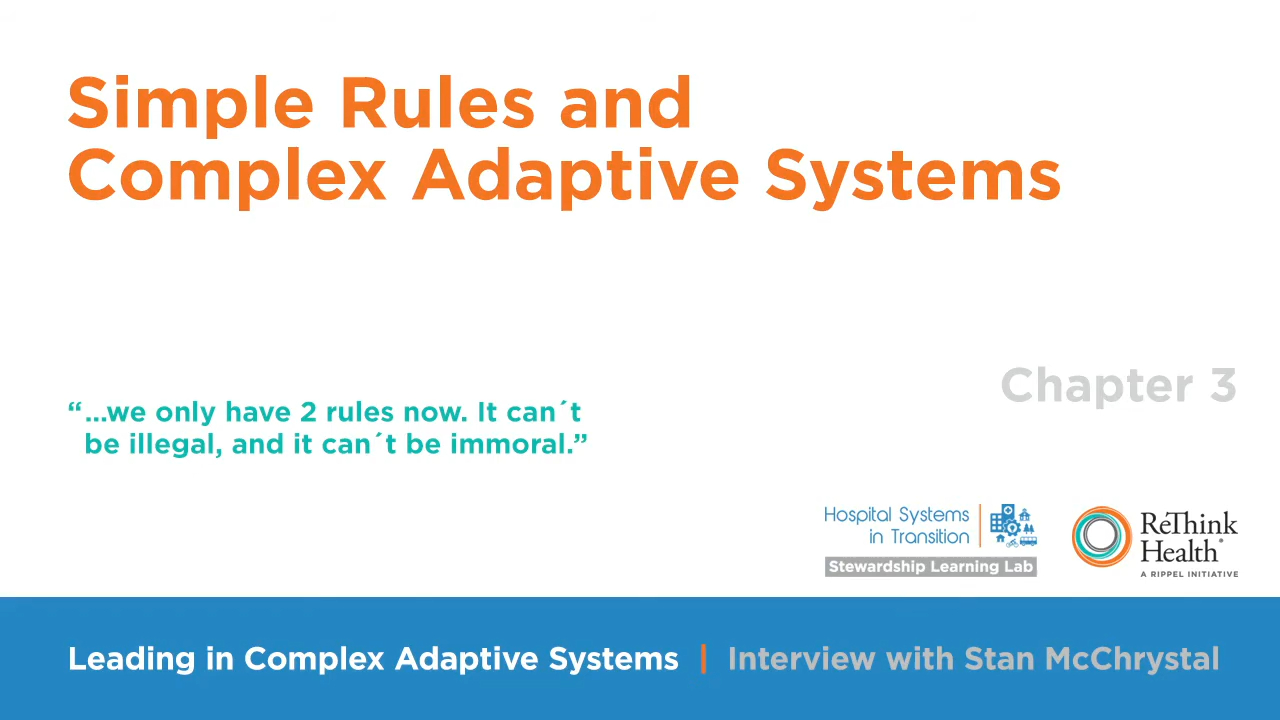 Simple Rules and
Complex Adaptive Systems
Chapter 3
“…we only have 2 rules now. It can´t
be illegal, and it can´t be immoral.”
Hospital Systems
in Transition
Stewardship Learning Lab
ReThink
Health®
A RIPPEL INITIATIVE
Leading in Complex Adaptive Systems | Interview with Stan McChrystal